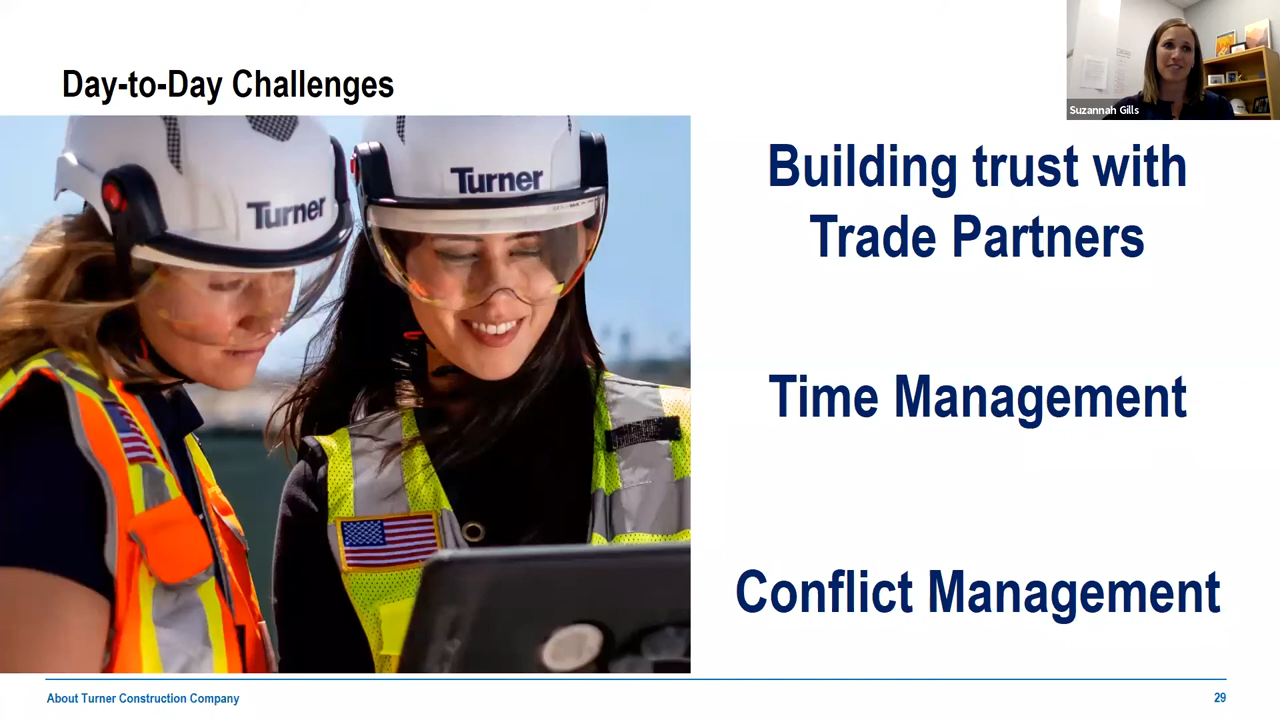 Day-to-Day Challenges
Suzannah Gills
Turner
Turner
Building trust with
Trade Partners
Time Management
Conflict Management
About Turner Construction Company
29